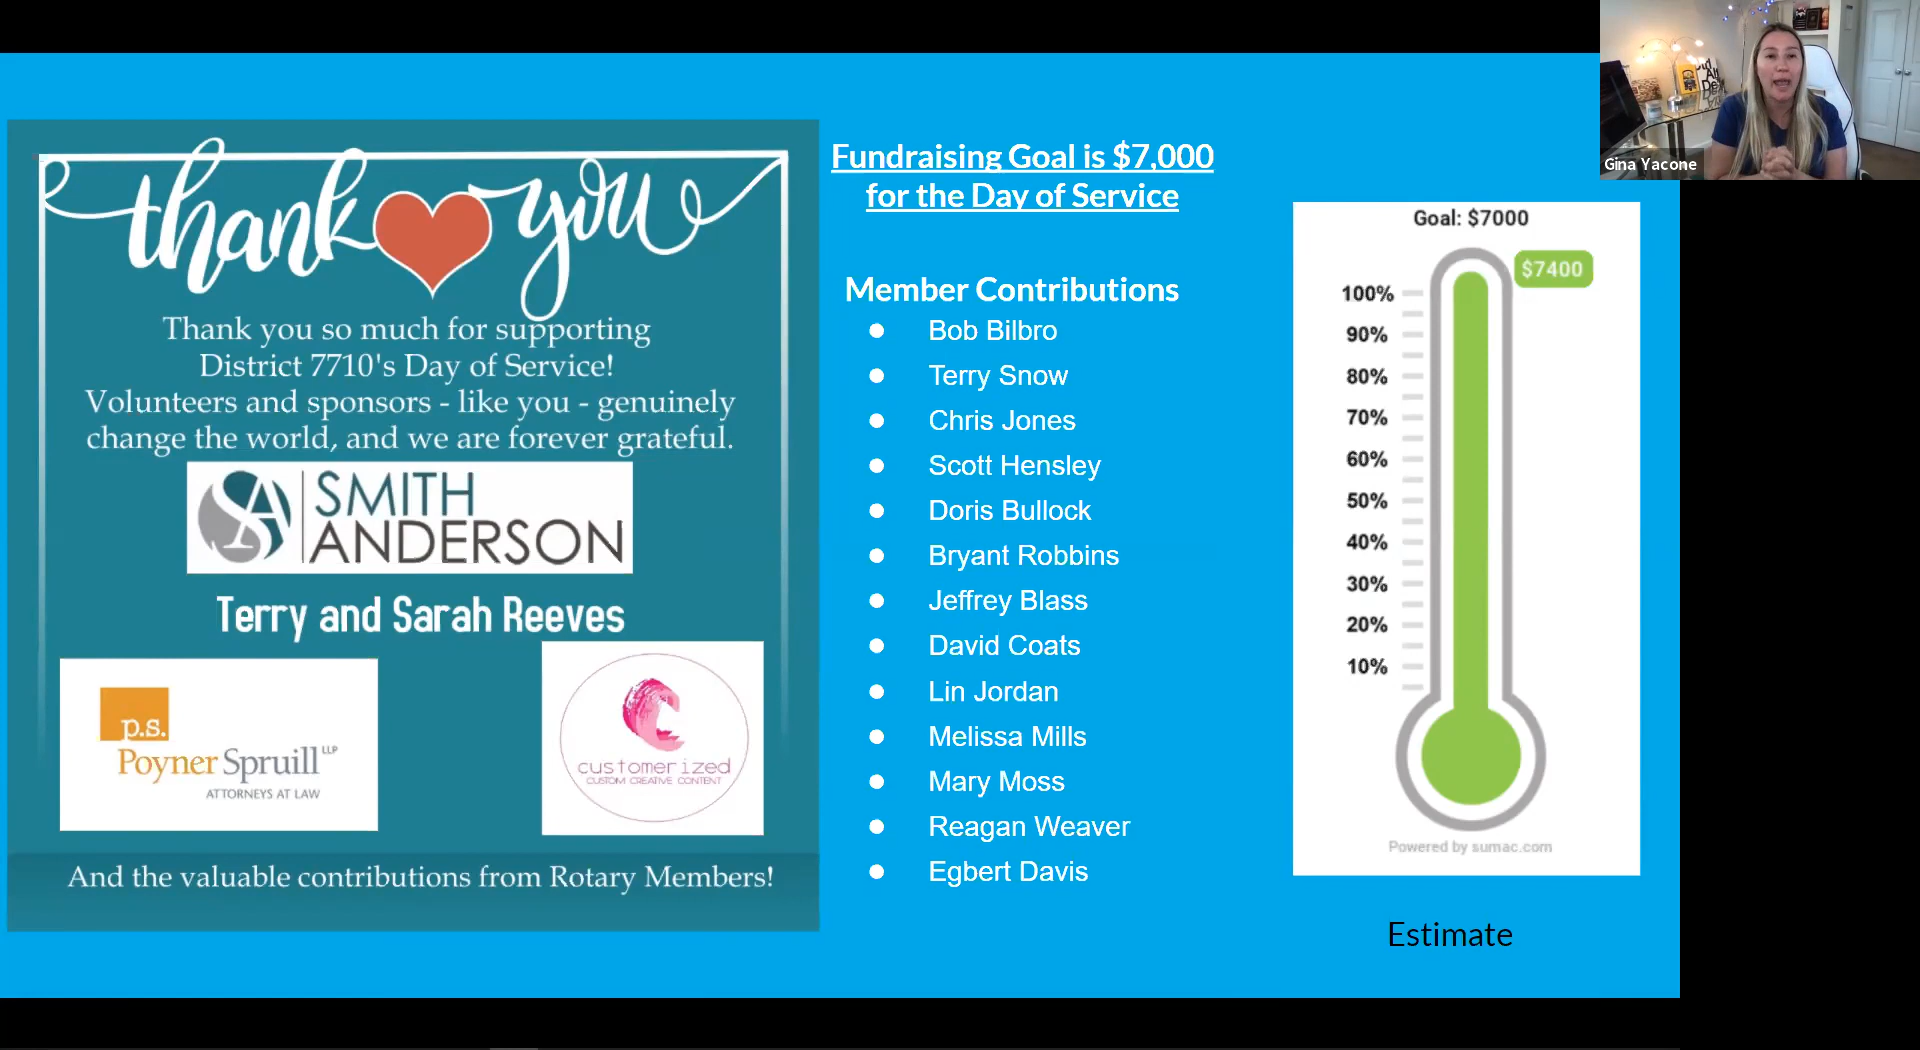 thank you
Thank you so much for supporting
District 7710's Day of Service!
Volunteers and sponsors - like you - genuinely
change the world, and we are forever grateful.
SA
SMITH
ANDERSON
Terry and Sarah Reeves
p.s.
Poyner Spruill LLP
ATTORNEYS AT LAW
customerized
CUSTOM CREATIVE CONTENT
And the valuable contributions from Rotary Members!
Fundraising Goal is $7,000
for the Day of Service
Member Contributions
● Bob Bilbro
● Terry Snow
● Chris Jones
● Scott Hensley
● Doris Bullock
● Bryant Robbins
● Jeffrey Blass
● David Coats
● Lin Jordan
● Melissa Mills
● Mary Moss
● Reagan Weaver
● Egbert Davis
Goal: $7000
$7400
100%
90%
80%
70%
60%
50%
40%
30%
20%
10%
Powered by sumac.com
Estimate
Gina Yacone